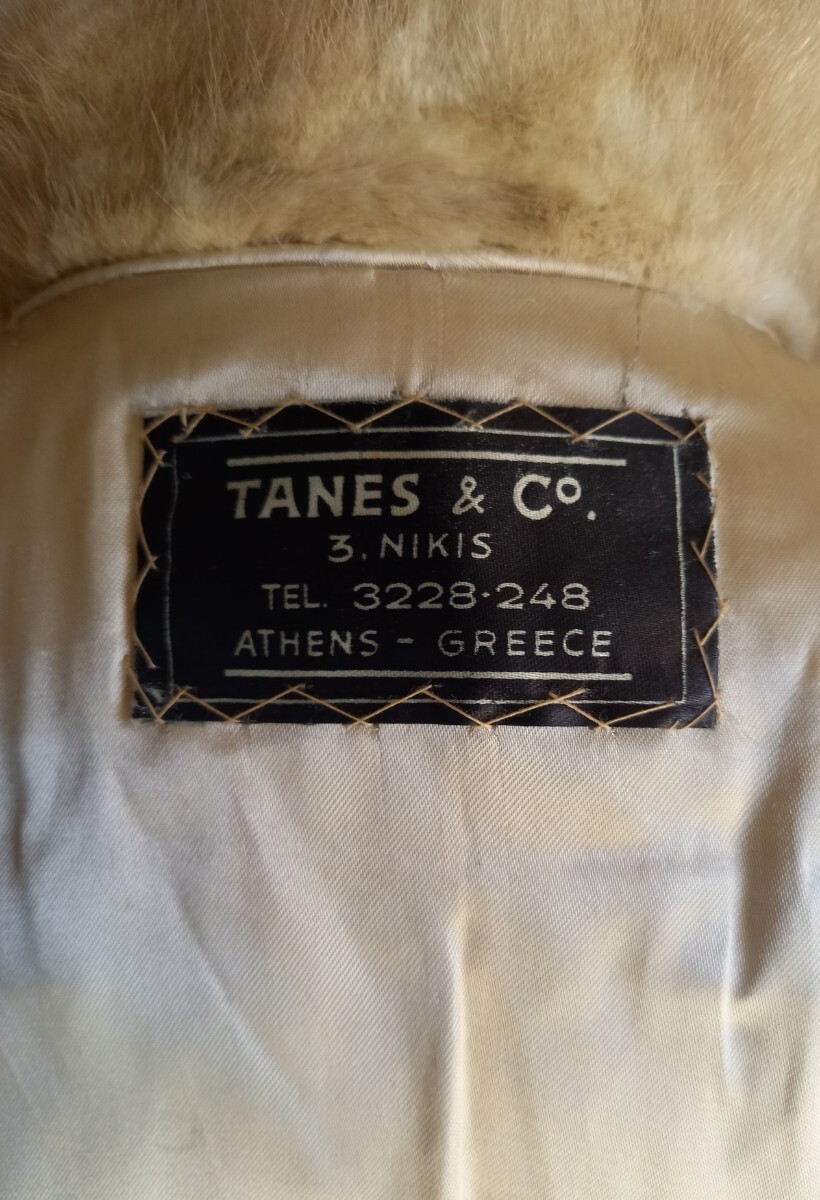 TANES & Co.
3. NIKIS
TEL. 3228·248
ATHENS - GREECE